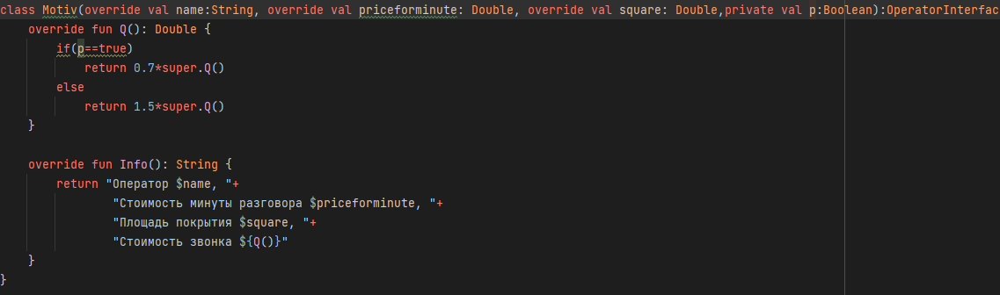 class Motiv(override val name:String, override val priceforminute: Double, override val square: Double,private val p:Boolean):OperatorInterfac
override fun Q(): Double {
if(p==true)
return 0.7*super.Q()
else
return 1.5*super.Q()
}
override fun Info(): String {
return "Оператор $name, "+
"Стоимость минуты разговора $priceforminute, "+
"Площадь покрытия $square, "+
"Стоимость звонка ${Q()}"
}
}